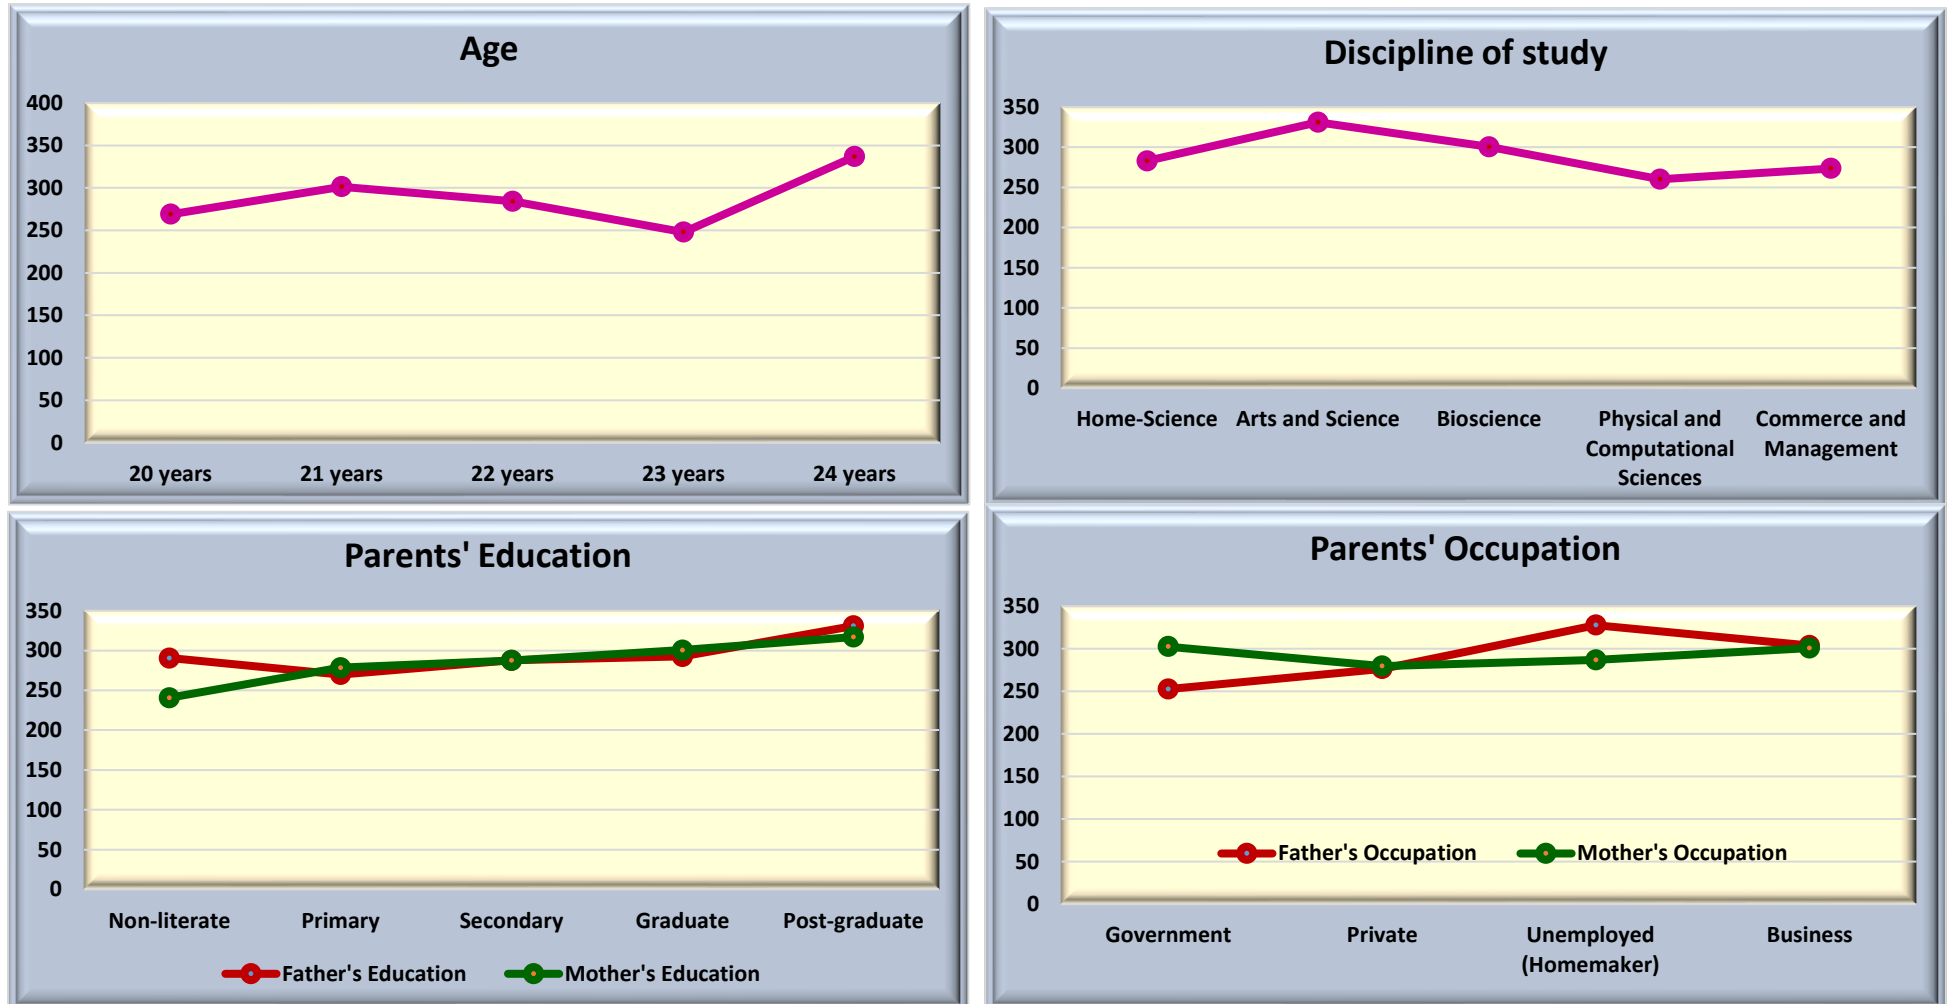 Age
400
350
300
250
200
150
100
50
0
20 years 21 years 22 years 23 years 24 years
Discipline of study
350
300
250
200
150
100
50
0
Home-Science Arts and Science Bioscience Physical and Commerce and
Computational Management
Sciences
Parents' Education
350
300
250
200
150
100
50
0
Non-literate Primary Secondary Graduate Post-graduate
Father's Education Mother's Education
Parents' Occupation
350
300
250
200
150
100
50
0
Father's Occupation Mother's Occupation
Government Private Unemployed Business
(Homemaker)